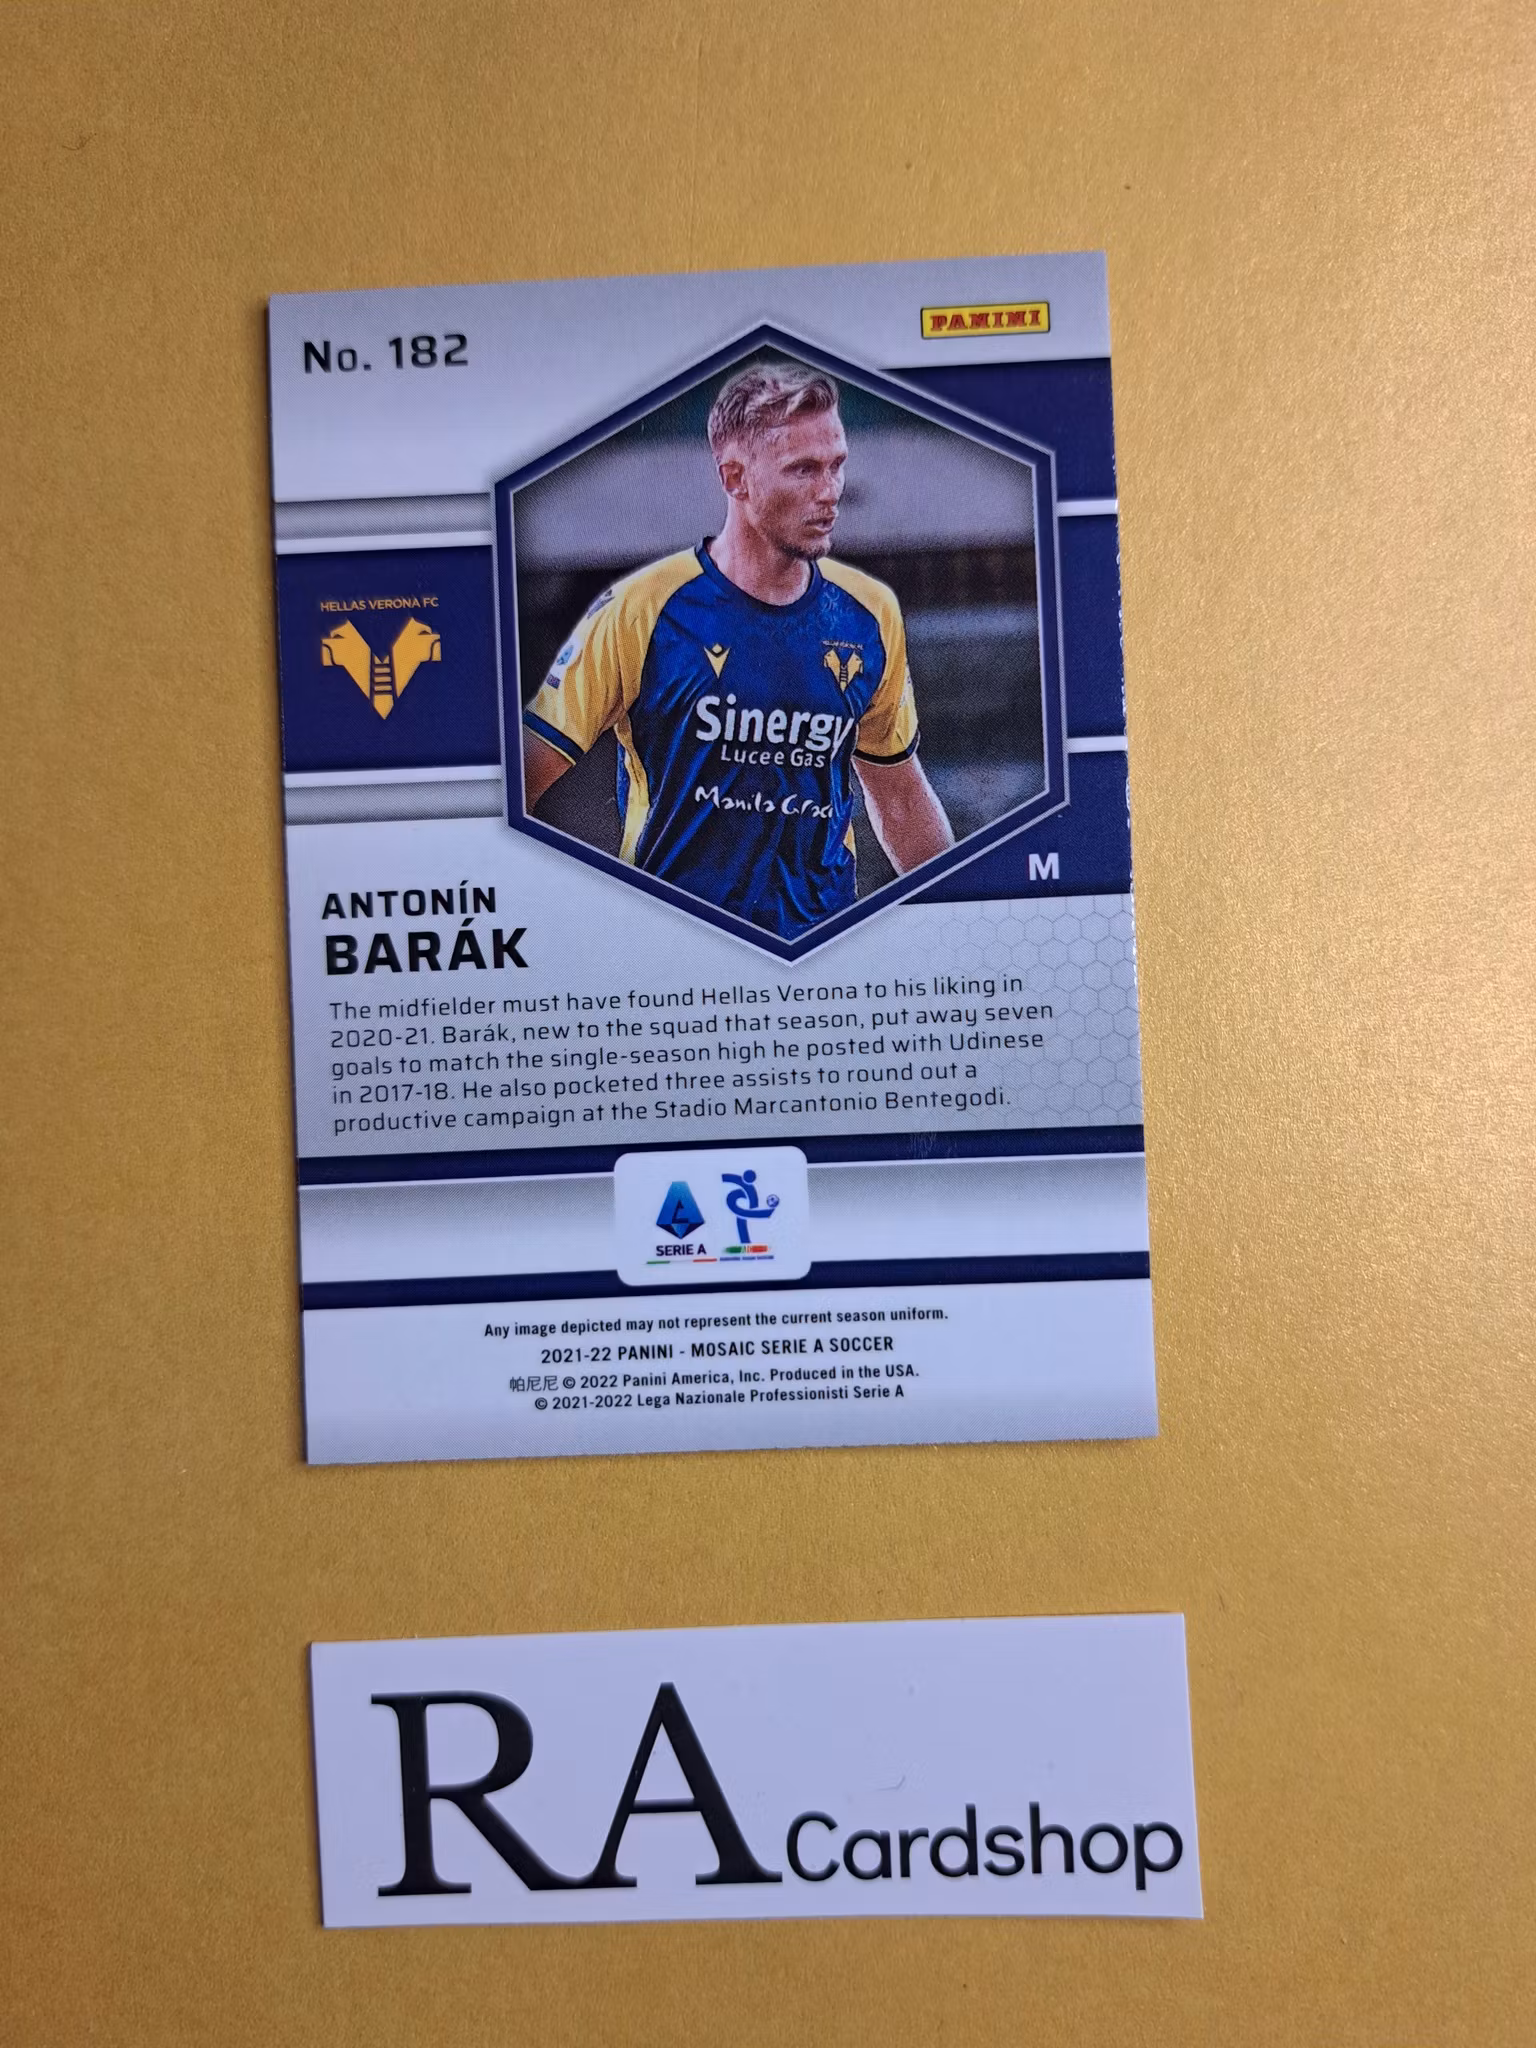 No. 182
PANINI
HELLAS VERONA FC
HELLAS VERONA FC
Sinergy
Lucee Gas
Manila
M
ANTONÍN
BARÁK
The midfielder must have found Hellas Verona to his liking in
2020-21. Barák, new to the squad that season, put away seven
goals to match the single-season high he posted with Udinese
in 2017-18. He also pocketed three assists to round out a
productive campaign at the Stadio Marcantonio Bentegodi.
SERIE A
Any image depicted may not represent the current season uniform.
2021-22 PANINI - MOSAIC SERIE A SOCCER
帕尼尼 © 2022 Panini America, Inc. Produced in the USA.
© 2021-2022 Lega Nazionale Professionisti Serie A
RA Cardshop